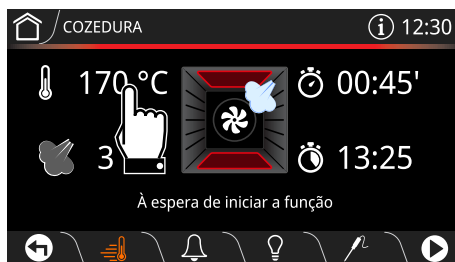 COZEDURA
i 12:30
170 °C 00:45'
3 13:25
À espera de iniciar a função